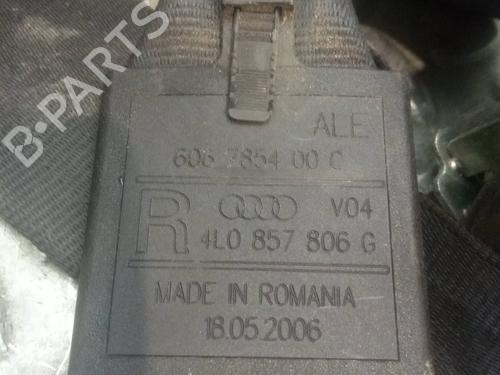 B-PARTS
ALE
606 7854 00 C
R V04
4L0 857 806 G
MADE IN ROMANIA
18.05.2006